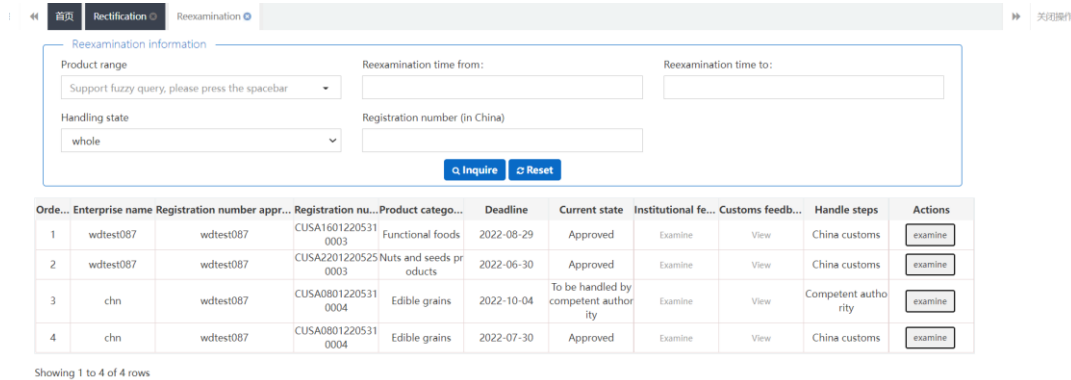 首页 Rectification Reexamination 关闭操作
Reexamination information
Product range Reexamination time from: Reexamination time to:
Support fuzzy query, please press the spacebar
Handling state Registration number (in China)
whole
Inquire Reset
Orde... Enterprise name Registration number appr... Registration nu... Product catego... Deadline Current state Institutional fe... Customs feedb... Handle steps Actions
1 wdtest087 wdtest087 CUSA1601220531 Functional foods 2022-08-29 Approved Examine View China customs examine
0003
2 wdtest087 wdtest087 CUSA2201220525 Nuts and seeds pr 2022-06-30 Approved Examine View China customs examine
0003 oducts
To be handled by
3 chn wdtest087 CUSA0801220531 Edible grains 2022-10-04 competent author Examine View Competent autho examine
0004 ity rity
4 chn wdtest087 CUSA0801220531 Edible grains 2022-07-30 Approved Examine View China customs examine
0004
Showing 1 to 4 of 4 rows